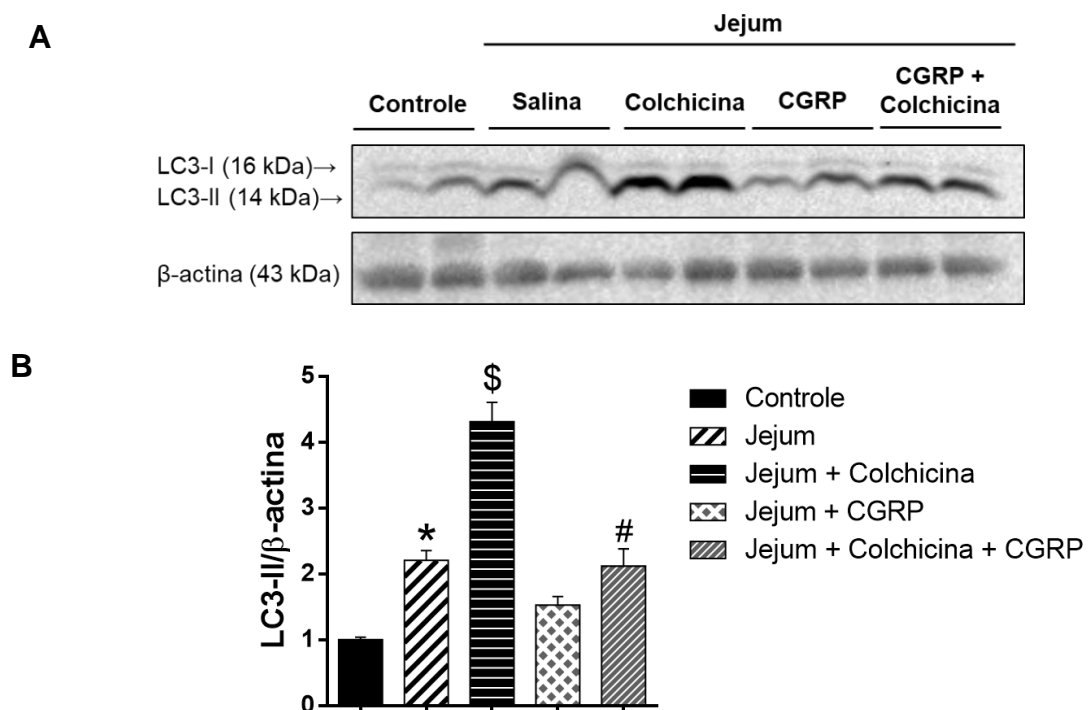 A
Jejum
Controle
Salina
Colchicina
CGRP
CGRP +
Colchicina
LC3-I (16 kDa)→
LC3-II (14 kDa)→
β-actina (43 kDa)
B
LC3-II/β-actina
5
4
3
2
1
0
*
$
#
Controle
Jejum
Jejum + Colchicina
Jejum + CGRP
Jejum + Colchicina + CGRP